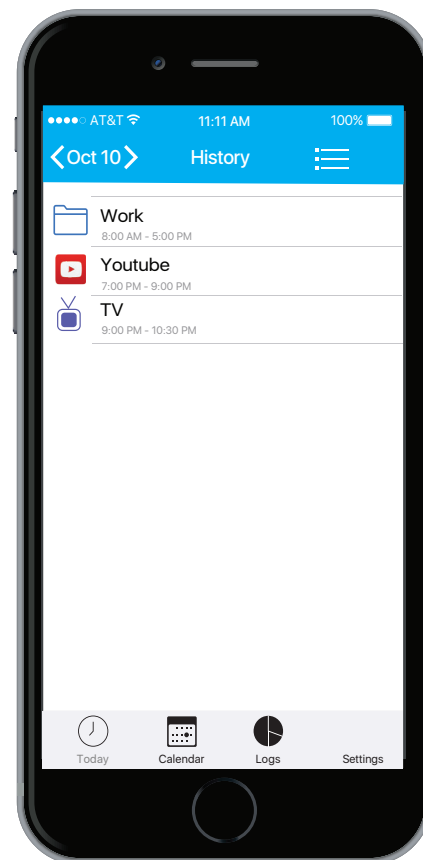 AT&T 11:11 AM 100%
Oct 10 History
Work
8:00 AM - 5:00 PM
Youtube
7:00 PM - 9:00 PM
TV
9:00 PM - 10:30 PM
Today Calendar Logs Settings